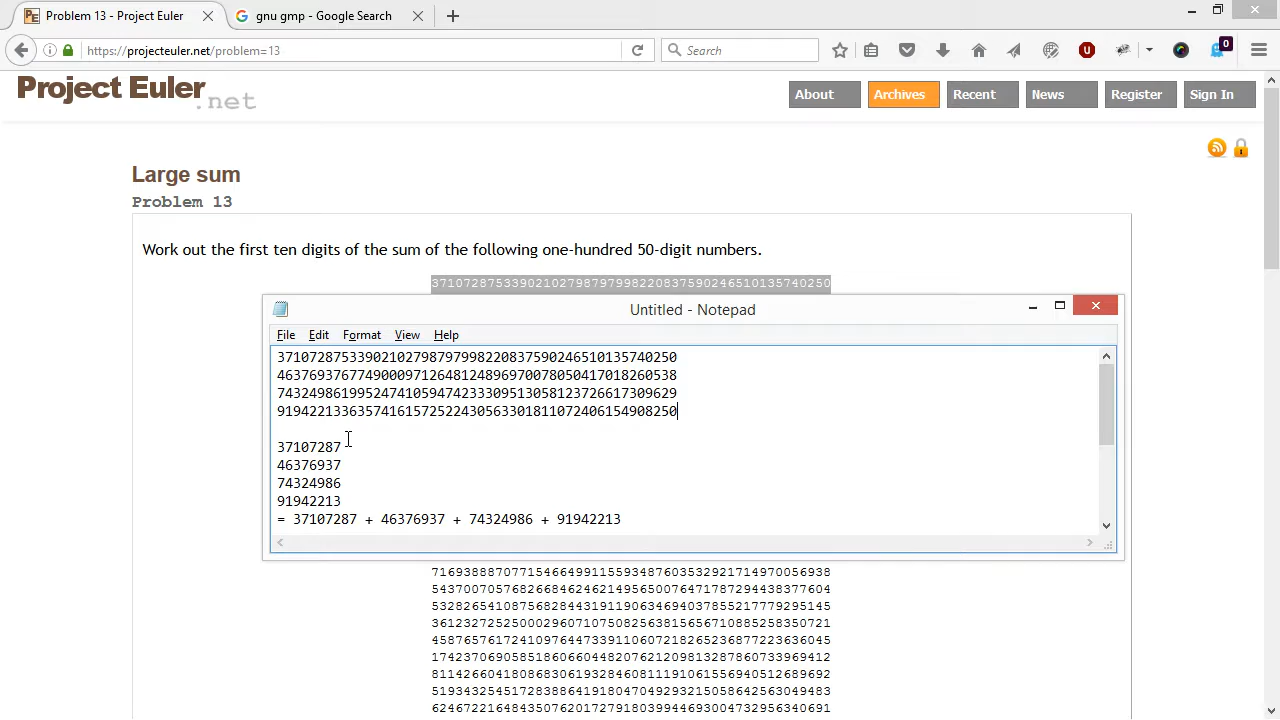 Problem 13 - Project Euler
gnu gmp - Google Search
https://projecteuler.net/problem=13
Search
0
Project Euler.net
About
Archives
Recent
News
Register
Sign In
Large sum
Problem 13
Work out the first ten digits of the sum of the following one-hundred 50-digit numbers.
37107287533902102798797998220837590246510135740250
Untitled - Notepad
File Edit Format View Help
37107287533902102798797998220837590246510135740250
46376937677490009712648124896970078050417018260538
74324986199524741059474233309513058123726617309629
91942213363574161572522430563301811072406154908250
37107287
46376937
74324986
91942213
= 37107287 + 46376937 + 74324986 + 91942213
71693888707715466499115593487603532921714970056938
54370070576826684624621495650076471787294438377604
53282654108756828443191190634694037855217779295145
36123272525000296071075082563815656710885258350721
45876576172410976447339110607218265236877223636045
17423706905851860660448207621209813287860733969412
81142660418086830619328460811191061556940512689692
51934325451728388641918047049293215058642563049483
62467221648435076201727918039944693004732956340691